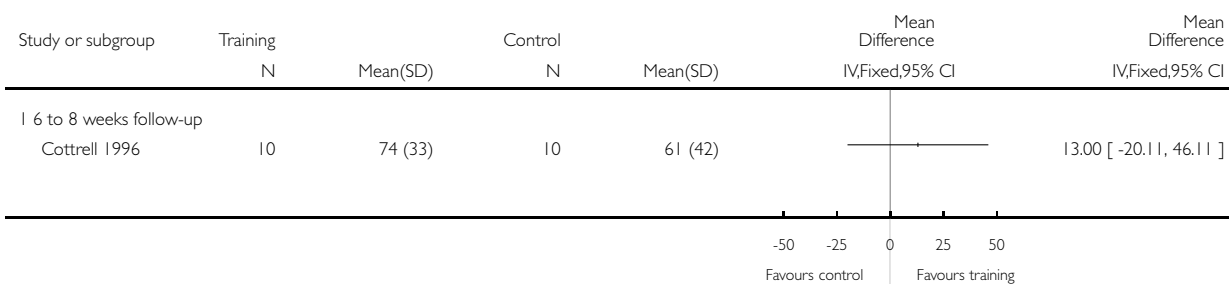 Study or subgroup Training Control Mean Difference Mean Difference
N Mean(SD) N Mean(SD) IV,Fixed,95% CI IV,Fixed,95% CI
1 6 to 8 weeks follow-up
Cottrell 1996 10 74 (33) 10 61 (42) 13.00 [ -20.11, 46.11 ]
-50 -25 0 25 50
Favours control Favours training